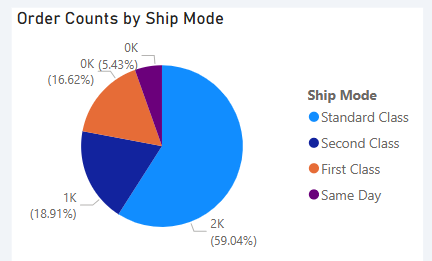 Order Counts by Ship Mode
0K
(5.43%)
0K
(16.62%)
1K
(18.91%)
2K
(59.04%)
Ship Mode
Standard Class
Second Class
First Class
Same Day